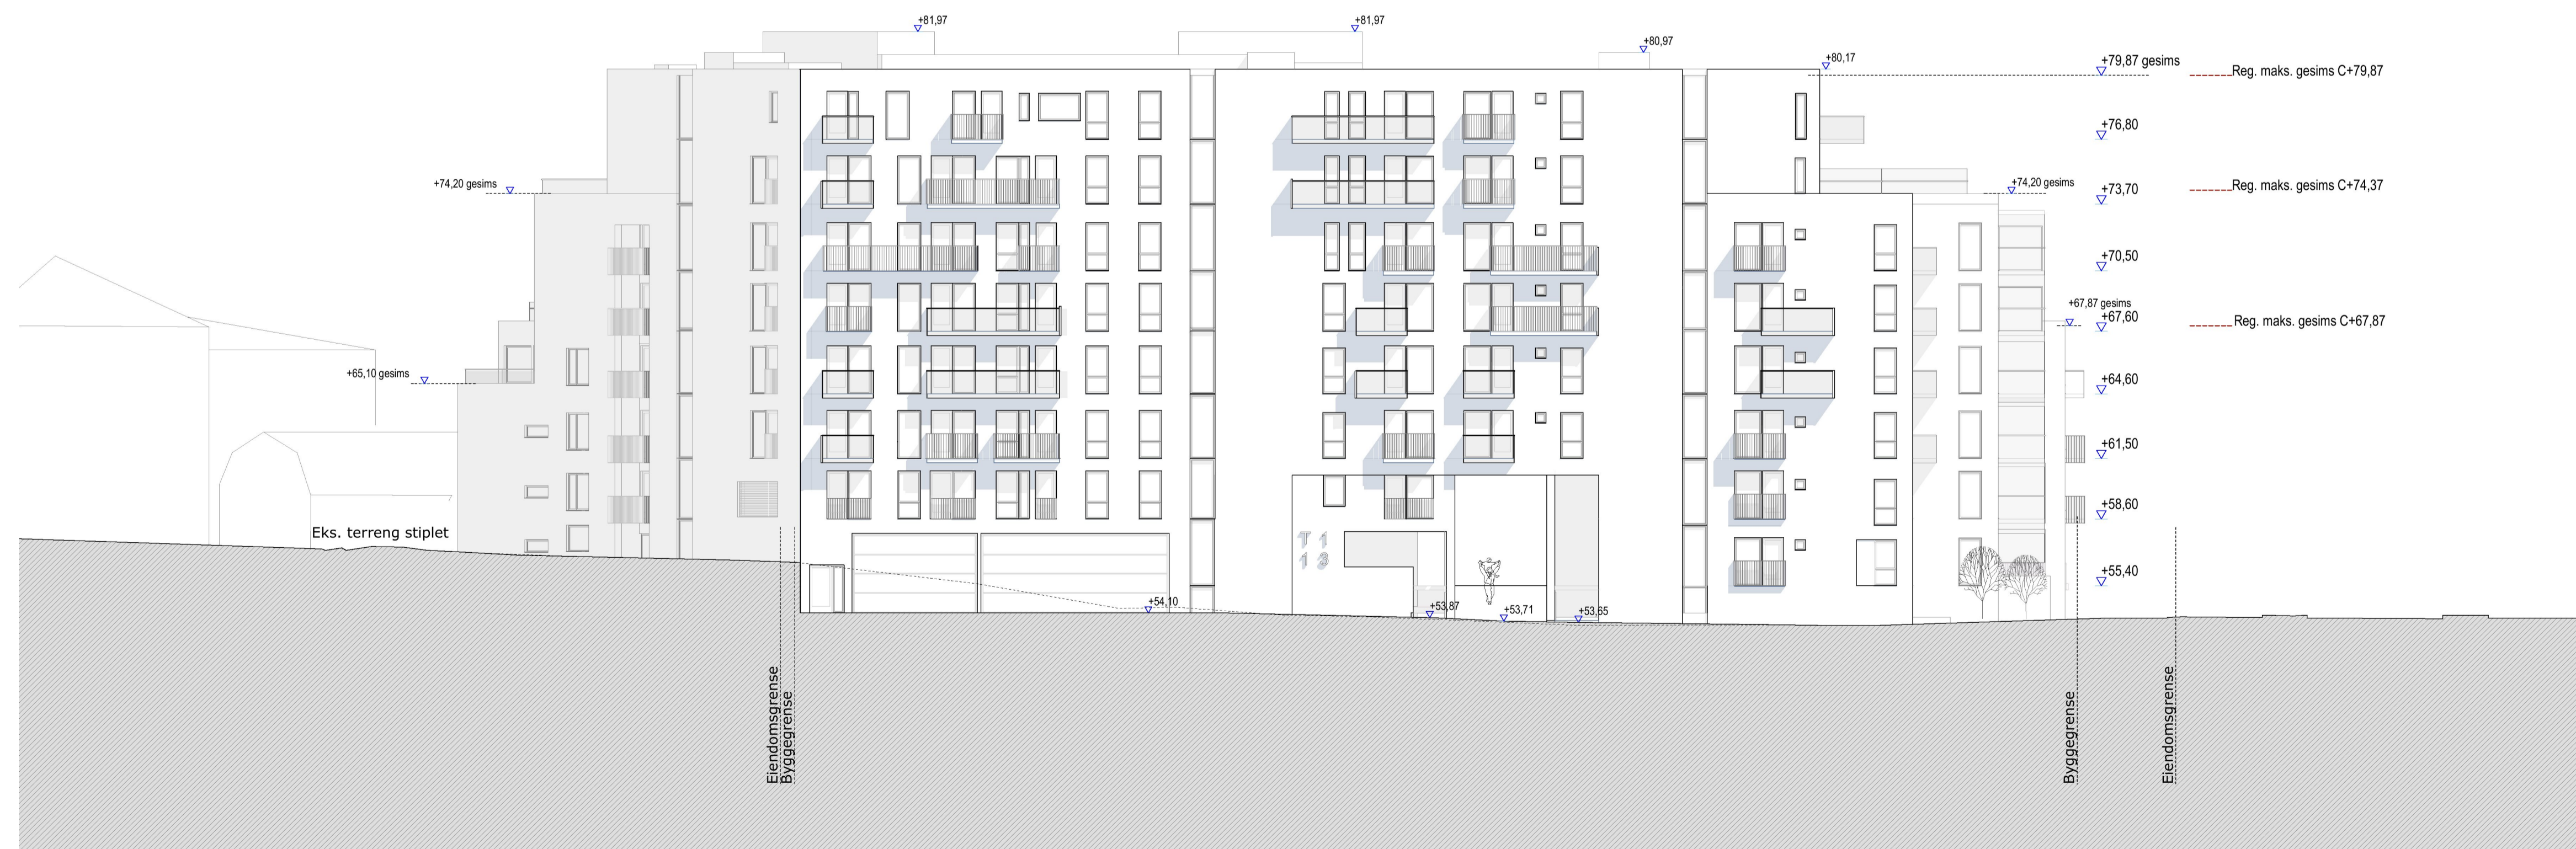 +81,97
+81,97
+80,97
+80,17
+79,87 gesims
Reg. maks. gesims C+79,87
+76,80
+74,20 gesims
+74,20 gesims
+73,70
Reg. maks. gesims C+74,37
+70,50
+67,87 gesims
+67,60
Reg. maks. gesims C+67,87
+65,10 gesims
+64,60
+61,50
+58,60
Eks. terreng stiplet
T 1
1 3
+55,40
+54,10
+53,87
+53,71
+53,65
Eiendomsgrense
Byggegrense
Byggegrense
Eiendomsgrense